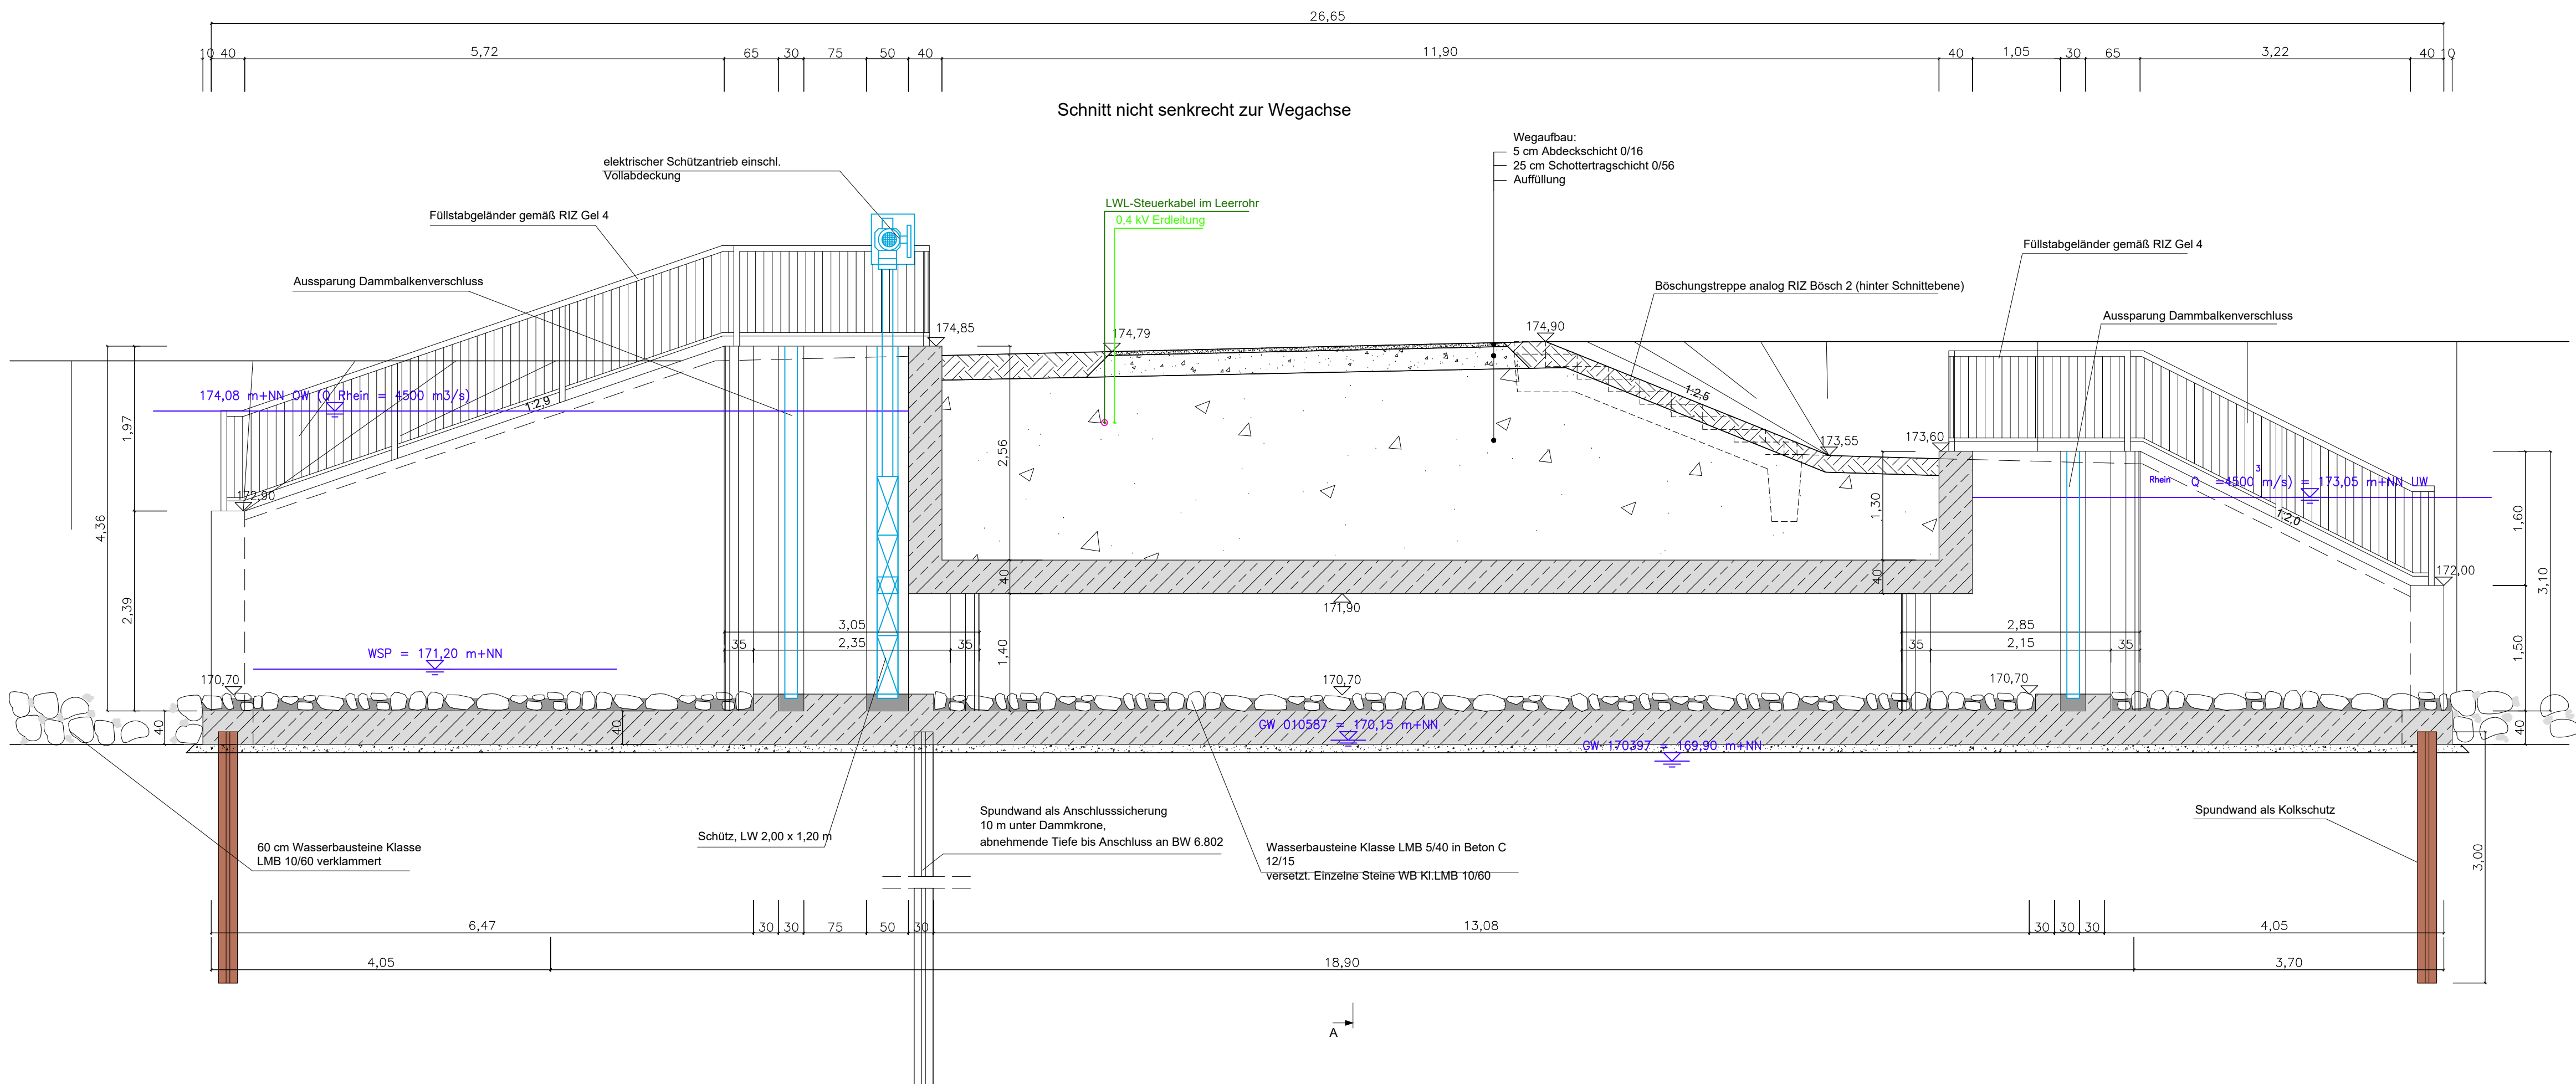 26,65
10 40 5,72 65 30 75 50 40 11,90 40 1,05 30 65 3,22 40 10
Schnitt nicht senkrecht zur Wegachse
Wegaufbau:
5 cm Abdeckschicht 0/16
25 cm Schottertragschicht 0/56
Auffüllung
elektrischer Schützantrieb einschl.
Vollabdeckung
LWL-Steuerkabel im Leerrohr
0,4 kV Erdleitung
Füllstabgeländer gemäß RIZ Gel 4
Füllstabgeländer gemäß RIZ Gel 4
Aussparung Dammbalkenverschluss
Böschungstreppe analog RIZ Bösch 2 (hinter Schnittebene)
Aussparung Dammbalkenverschluss
174,85
174,79
174,90
174,08 m+NN OW (Q Rhein = 4500 m3/s)
1:2.9
1:2.5
173,55
173,60
1,97
2,56
1,30
3
Rhein Q =4500 m/s) = 173,05 m+NN UW
172,90
1:2.0
1,60
4,36
40
40
172,00
3,10
171,90
2,39
3,05
35 2,35 35
1,40
2,85
35 2,15 35
1,50
WSP = 171,20 m+NN
170,70
170,70
170,70
40
40
GW 010587 = 170,15 m+NN
GW 170397 = 169,90 m+NN
40
Spundwand als Anschlusssicherung
10 m unter Dammkrone,
abnehmende Tiefe bis Anschluss an BW 6.802
Schütz, LW 2,00 x 1,20 m
Spundwand als Kolkschutz
60 cm Wasserbausteine Klasse
LMB 10/60 verklammert
Wasserbausteine Klasse LMB 5/40 in Beton C
12/15
versetzt. Einzelne Steine WB Kl.LMB 10/60
3,00
6,47 30 30 75 50 30 13,08 30 30 30 4,05
4,05 18,90 3,70
A